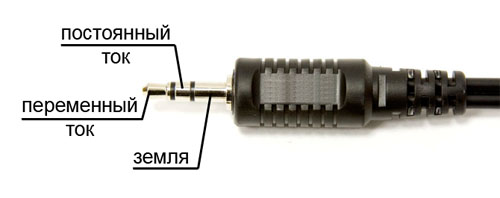 постоянный
ток
переменный
ток
земля